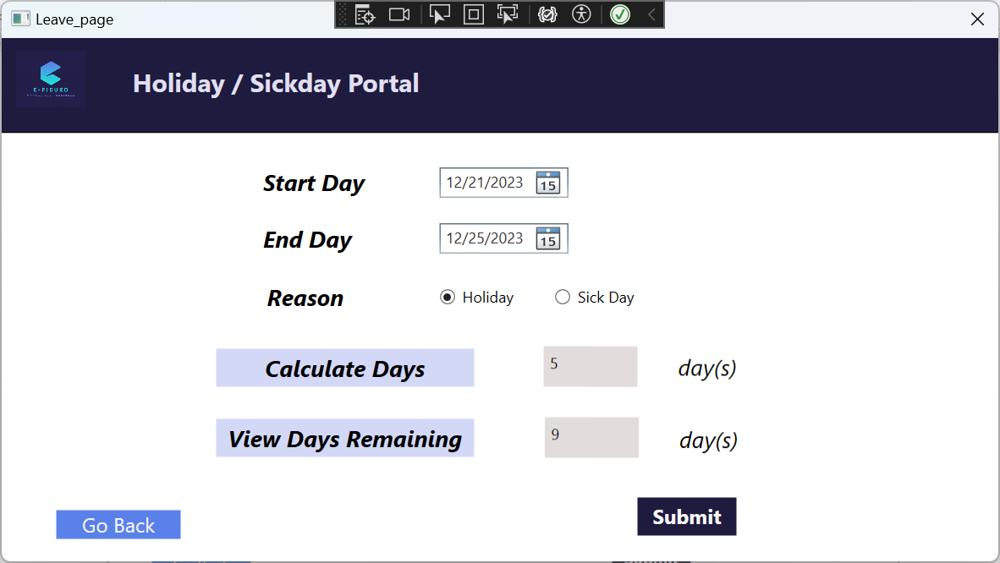 Leave_page
E-FIGURO
Holiday / Sickday Portal
Start Day
12/21/2023
15
End Day
12/25/2023
15
Reason
Holiday
Sick Day
Calculate Days
5
day(s)
View Days Remaining
9
day(s)
Go Back
Submit